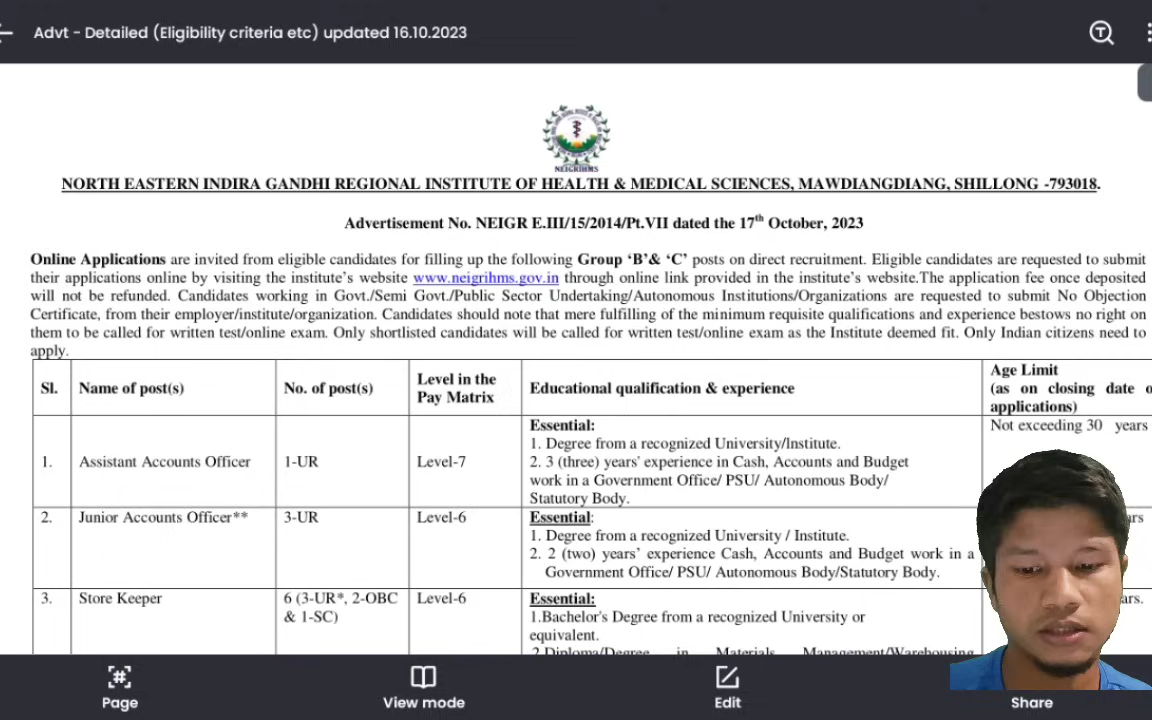 Advt - Detailed (Eligibility criteria etc) updated 16.10.2023
NEIGRIHMS
NORTH EASTERN INDIRA GANDHI REGIONAL INSTITUTE OF HEALTH & MEDICAL SCIENCES, MAWDIANGDIANG, SHILLONG -793018.
Advertisement No. NEIGR E.III/15/2014/Pt.VII dated the 17th October, 2023
Online Applications are invited from eligible candidates for filling up the following Group ‘B’& ‘C’ posts on direct recruitment. Eligible candidates are requested to submit
their applications online by visiting the institute’s website www.neigrihms.gov.in through online link provided in the institute’s website.The application fee once deposited
will not be refunded. Candidates working in Govt./Semi Govt./Public Sector Undertaking/Autonomous Institutions/Organizations are requested to submit No Objection
Certificate, from their employer/institute/organization. Candidates should note that mere fulfilling of the minimum requisite qualifications and experience bestows no right on
them to be called for written test/online exam. Only shortlisted candidates will be called for written test/online exam as the Institute deemed fit. Only Indian citizens need to
apply.
Sl. Name of post(s) No. of post(s) Level in the Pay Matrix Educational qualification & experience Age Limit
(as on closing date
applications)
1. Assistant Accounts Officer 1-UR Level-7 Essential:
1. Degree from a recognized University/Institute.
2. 3 (three) years' experience in Cash, Accounts and Budget
work in a Government Office/ PSU/ Autonomous Body/
Statutory Body.
Not exceeding 30 years
2. Junior Accounts Officer** 3-UR Level-6 Essential:
1. Degree from a recognized University / Institute.
2. 2 (two) years’ experience Cash, Accounts and Budget work in a
Government Office/ PSU/ Autonomous Body/Statutory Body.
3. Store Keeper 6 (3-UR*, 2-OBC & 1-SC) Level-6 Essential:
1.Bachelor's Degree from a recognized University or
equivalent.
2.Diploma/Degree in Materials Management/Warehousing
Page View mode Edit Share